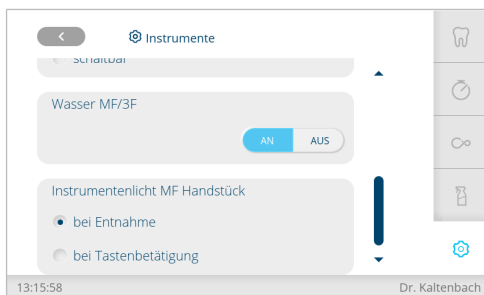 Instrumente
schaltbar
Wasser MF/3F
AN AUS
Instrumentenlicht MF Handstück
bei Entnahme
bei Tastenbetätigung
13:15:58 Dr. Kaltenbach